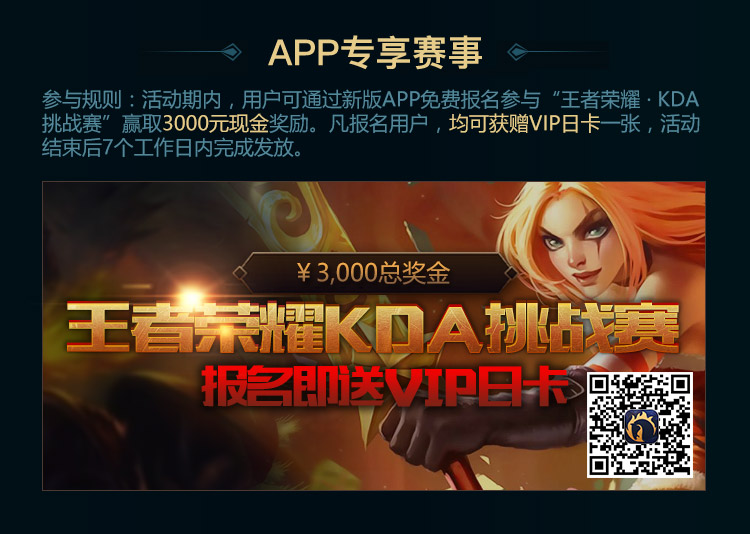 APP专享赛事
参与规则：活动期内，用户可通过新版APP免费报名参与“王者荣耀 · KDA
挑战赛”赢取3000元现金奖励。凡报名用户，均可获赠VIP日卡一张，活动
结束后7个工作日内完成发放。
￥3,000总奖金
王者荣耀KDA挑战赛
报名即送VIP日卡